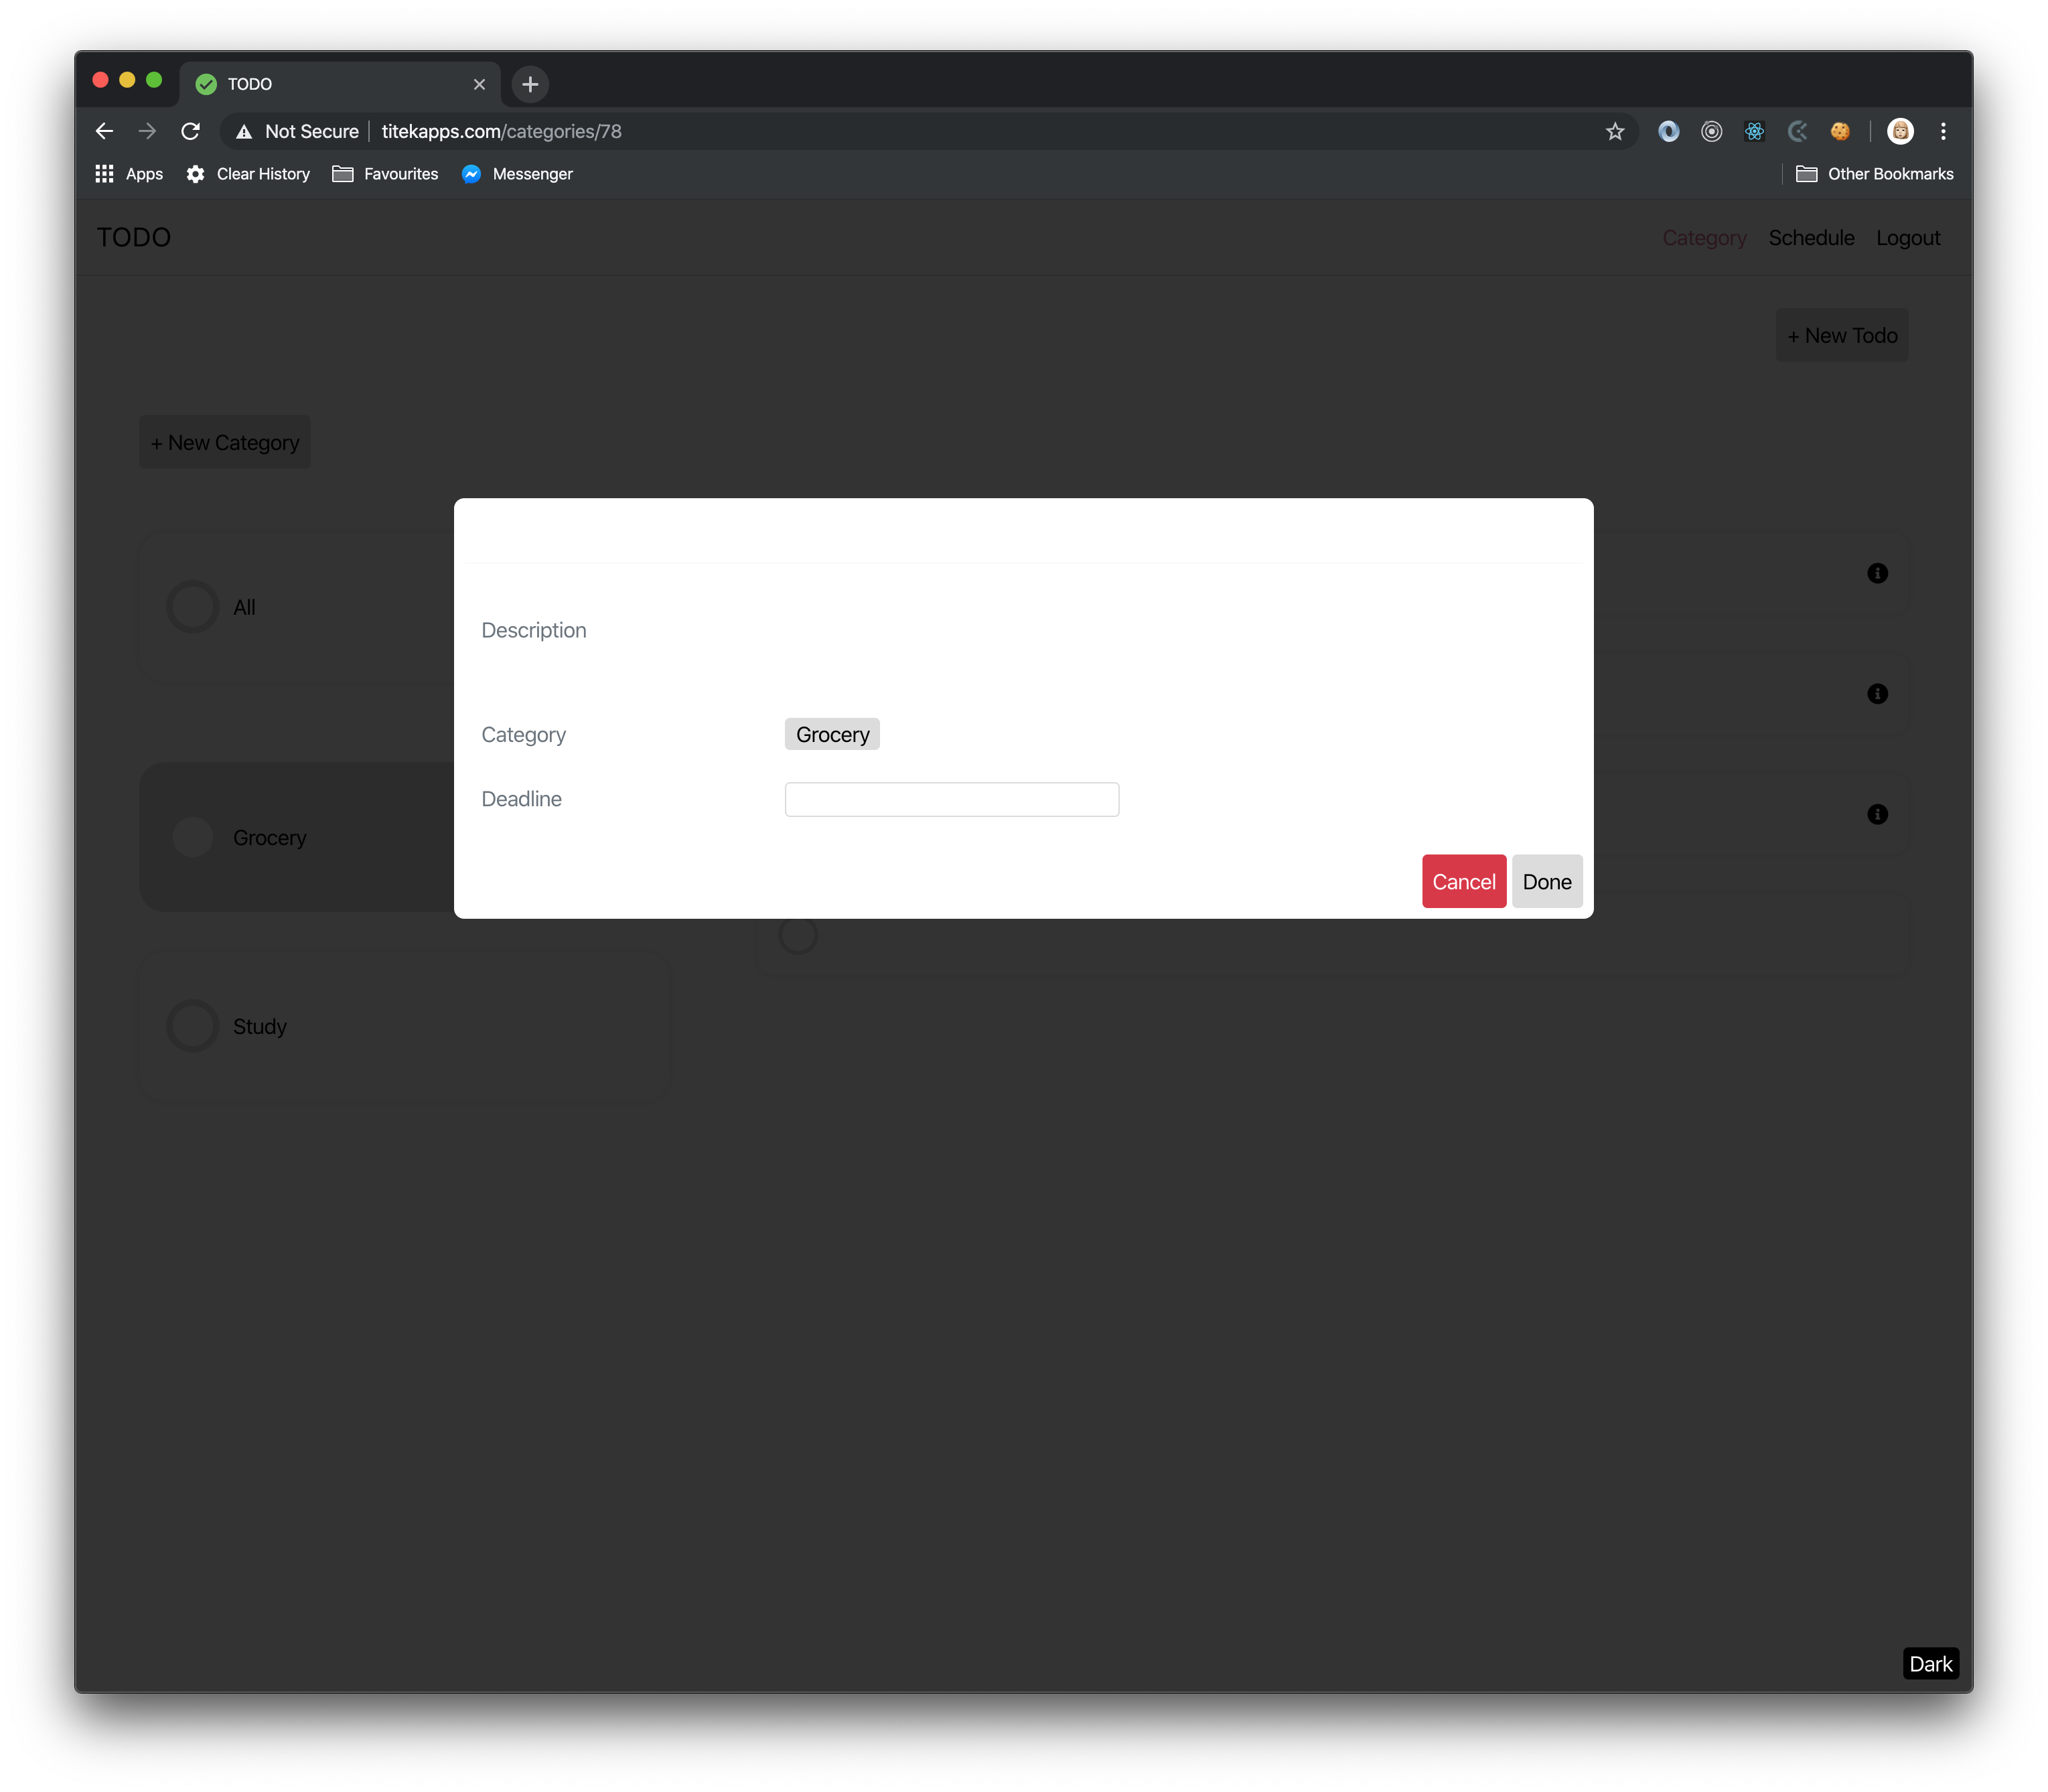 TODO
Not Secure titekapps.com/categories/78
Apps Clear History Favourites Messenger Other Bookmarks
TODO Category Schedule Logout
+ New Todo
+ New Category
All
Description
Category Grocery
Deadline
Grocery
Cancel Done
Study
Dark